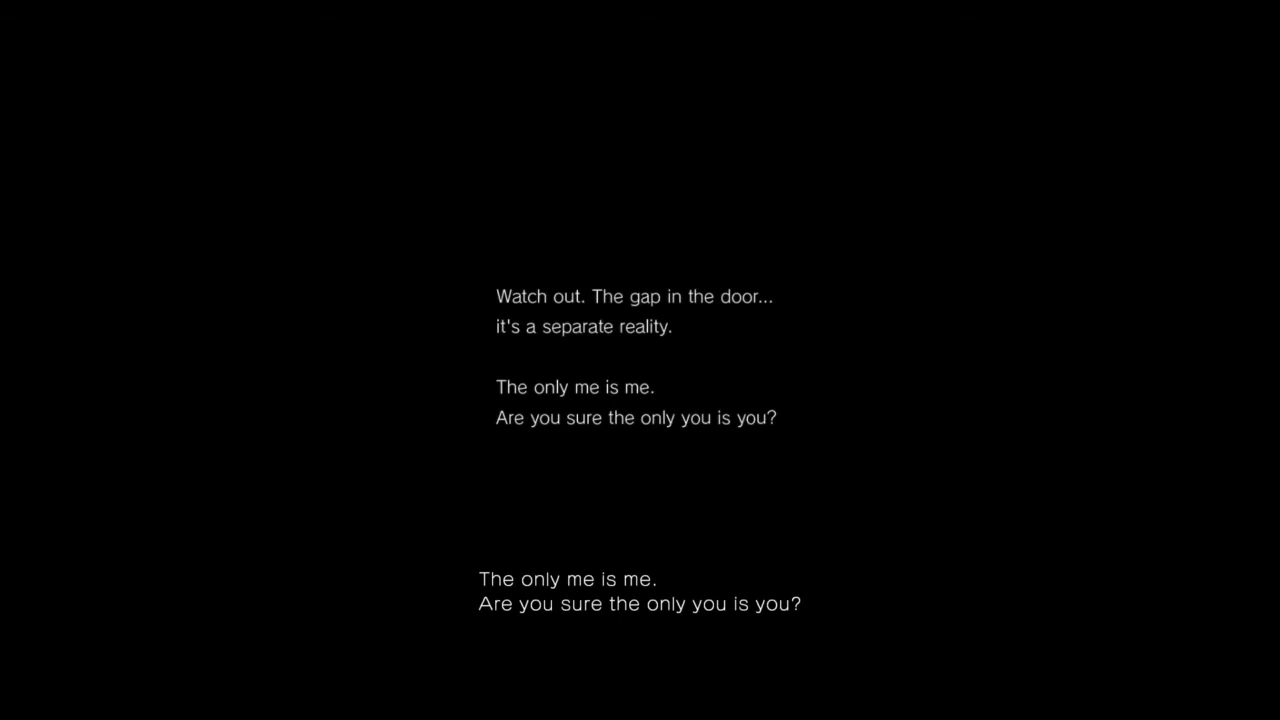 Watch out. The gap in the door...
it's a separate reality.
The only me is me.
Are you sure the only you is you?
The only me is me.
Are you sure the only you is you?